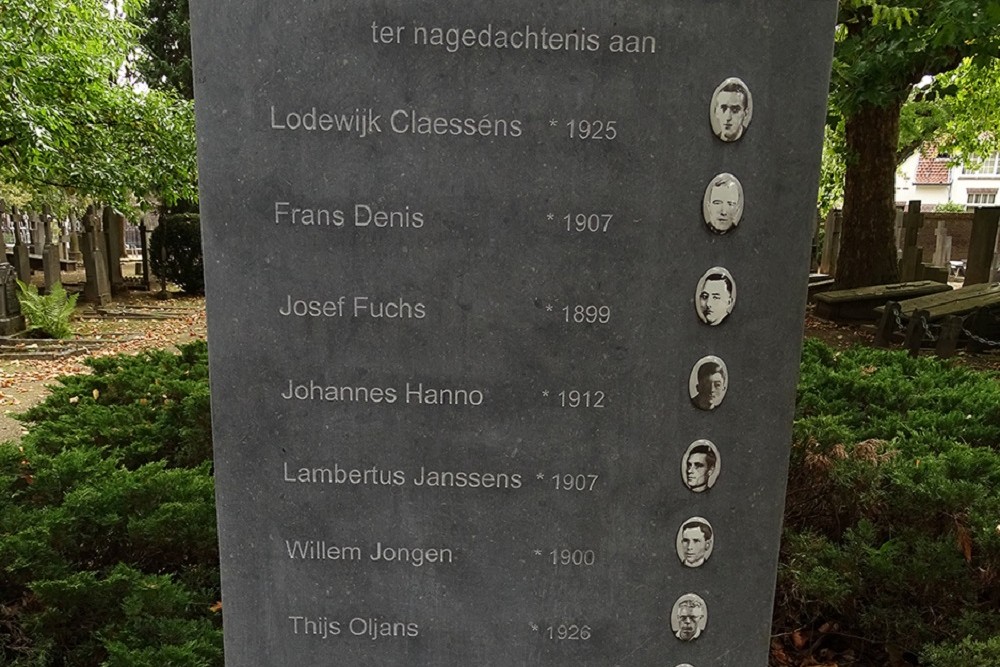 ter nagedachtenis aan
Lodewijk Claesséns * 1925
Frans Denis * 1907
Josef Fuchs * 1899
Johannes Hanno * 1912
Lambertus Janssens * 1907
Willem Jongen * 1900
Thijs Oljans * 1926